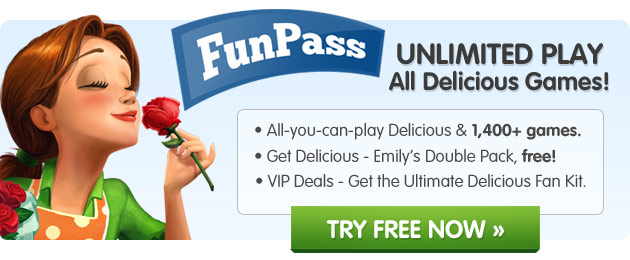 FunPass
UNLIMITED PLAY
All Delicious Games!
• All-you-can-play Delicious & 1,400+ games.
• Get Delicious - Emily's Double Pack, free!
• VIP Deals - Get the Ultimate Delicious Fan Kit.
TRY FREE NOW »